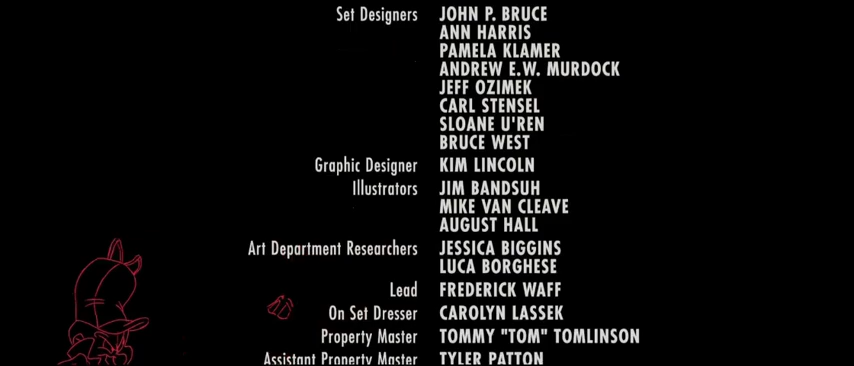 Set Designers JOHN P. BRUCE
ANN HARRIS
PAMELA KLAMER
ANDREW E.W. MURDOCK
JEFF OZIMEK
CARL STENSEL
SLOANE U'REN
BRUCE WEST
Graphic Designer KIM LINCOLN
Illustrators JIM BANDSUH
MIKE VAN CLEAVE
AUGUST HALL
Art Department Researchers JESSICA BIGGINS
LUCA BORGHESE
Lead FREDERICK WAFF
On Set Dresser CAROLYN LASSEK
Property Master TOMMY "TOM" TOMLINSON
Assistant Property Master TYLER PATTON